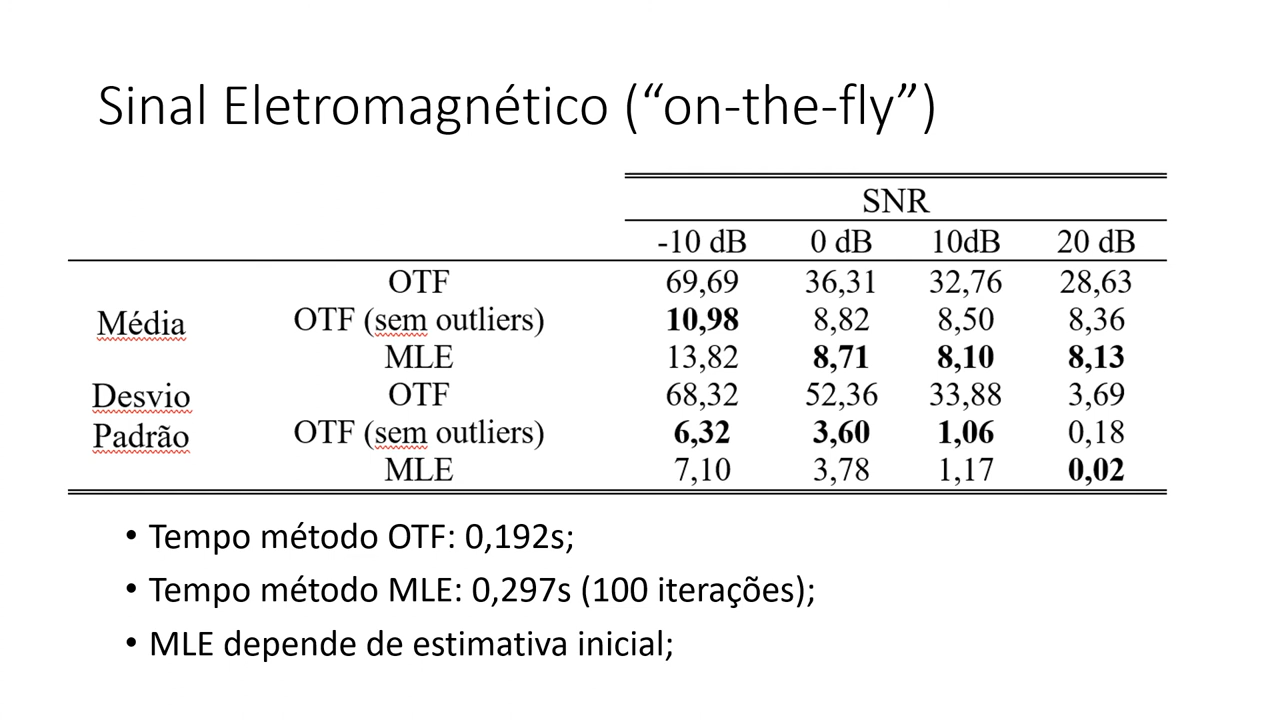 Sinal Eletromagnético (“on-the-fly”)
SNR
-10 dB 0 dB 10dB 20 dB
OTF 69,69 36,31 32,76 28,63
Média OTF (sem outliers) 10,98 8,82 8,50 8,36
MLE 13,82 8,71 8,10 8,13
Desvio OTF 68,32 52,36 33,88 3,69
Padrão OTF (sem outliers) 6,32 3,60 1,06 0,18
MLE 7,10 3,78 1,17 0,02
• Tempo método OTF: 0,192s;
• Tempo método MLE: 0,297s (100 iterações);
• MLE depende de estimativa inicial;